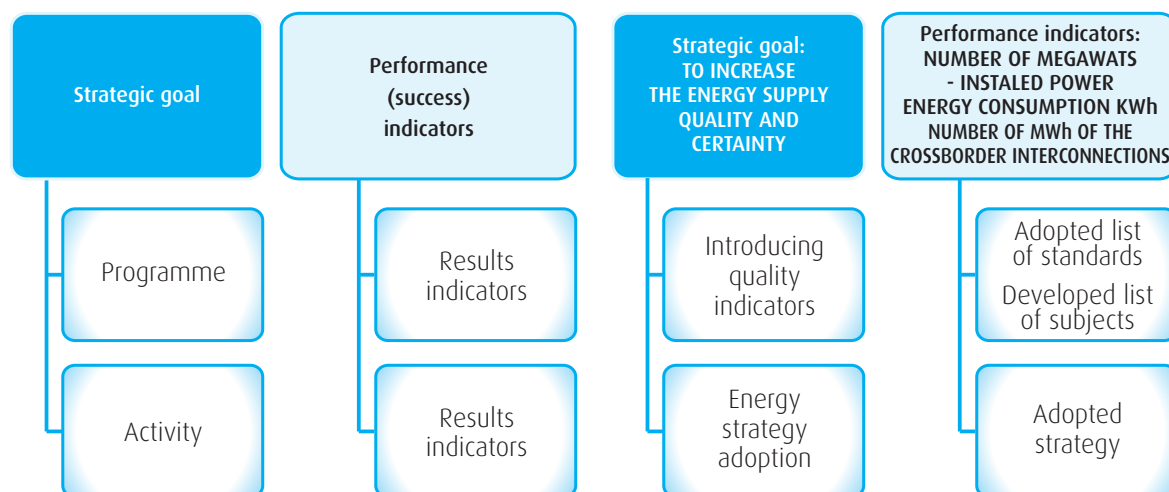 Strategic goal
Performance
(success)
indicators
Strategic goal:
TO INCREASE
THE ENERGY SUPPLY
QUALITY AND
CERTAINTY
Performance indicators:
NUMBER OF MEGAWATS
- INSTALED POWER
ENERGY CONSUMPTION KWh
NUMBER OF MWh OF THE
CROSSBORDER INTERCONNECTIONS
Programme
Results
indicators
Introducing
quality
indicators
Adopted list
of standards
Developed list
of subjects
Activity
Results
indicators
Energy
strategy
adoption
Adopted
strategy